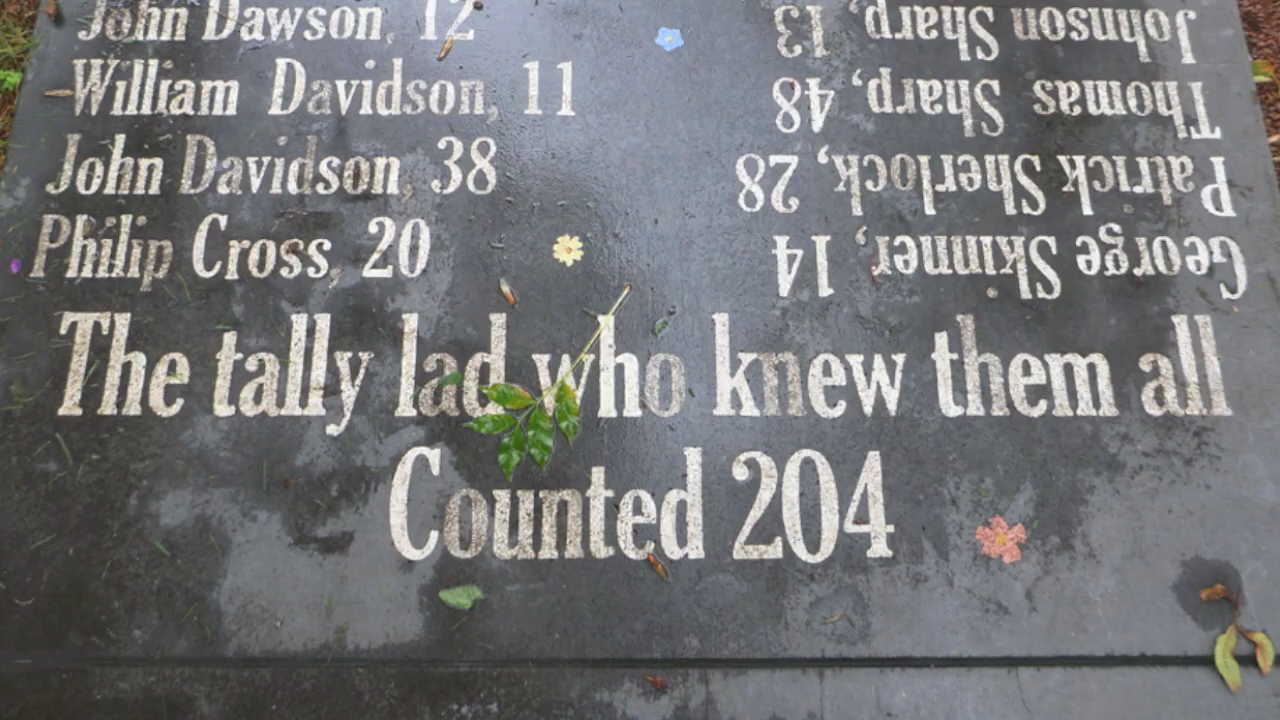 John Dawson, 12
William Davidson, 11
John Davidson, 38
Philip Cross, 20
George Skinner, 14
Patrick Sherlock, 28
Thomas Sharp, 48
Johnson Sharp, 13
The tally lad who knew them all
Counted 204